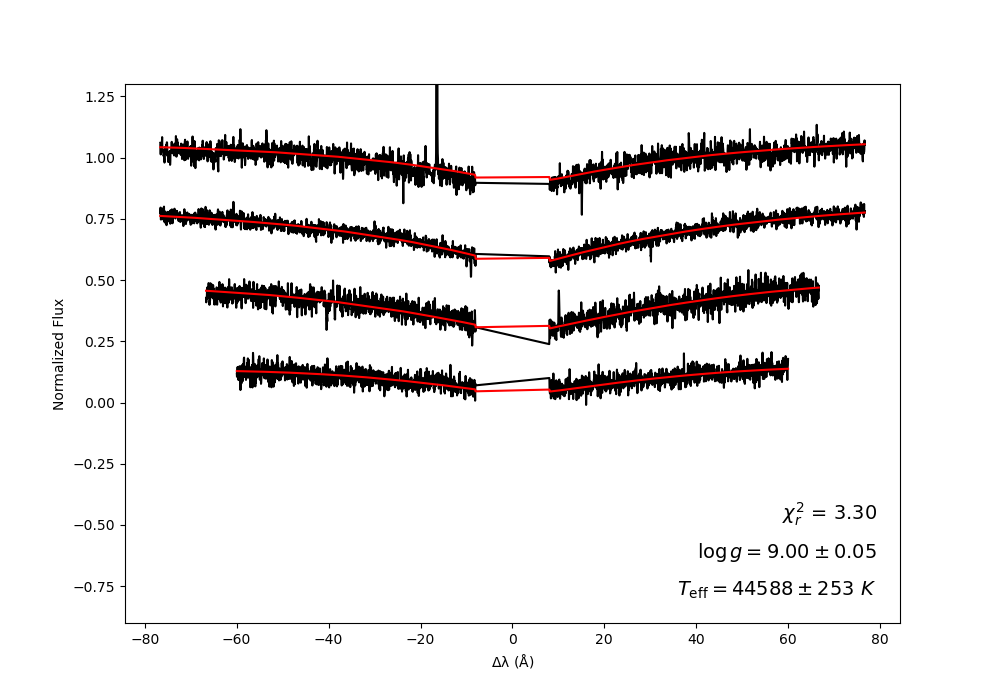 1.25
1.00
0.75
0.50
0.25
0.00
−0.25
−0.50
−0.75
Normalized Flux
χ²ᵣ = 3.30
log g = 9.00 ± 0.05
T_eff = 44588 ± 253 K
−80 −60 −40 −20 0 20 40 60 80
Δλ (Å)